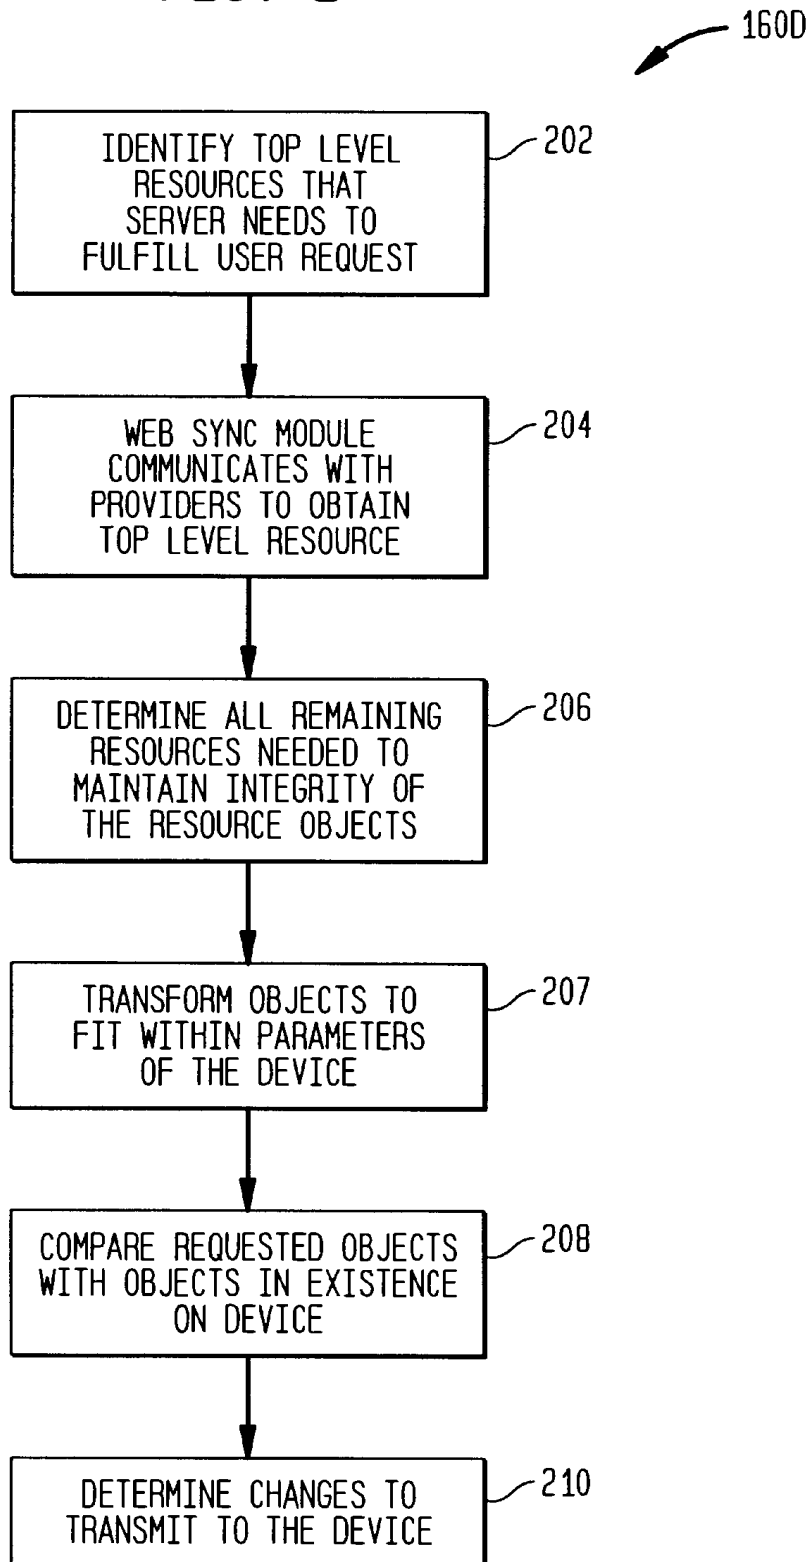 160D
IDENTIFY TOP LEVEL
RESOURCES THAT
SERVER NEEDS TO
FULFILL USER REQUEST
202
WEB SYNC MODULE
COMMUNICATES WITH
PROVIDERS TO OBTAIN
TOP LEVEL RESOURCE
204
DETERMINE ALL REMAINING
RESOURCES NEEDED TO
MAINTAIN INTEGRITY OF
THE RESOURCE OBJECTS
206
TRANSFORM OBJECTS TO
FIT WITHIN PARAMETERS
OF THE DEVICE
207
COMPARE REQUESTED OBJECTS
WITH OBJECTS IN EXISTENCE
ON DEVICE
208
DETERMINE CHANGES TO
TRANSMIT TO THE DEVICE
210